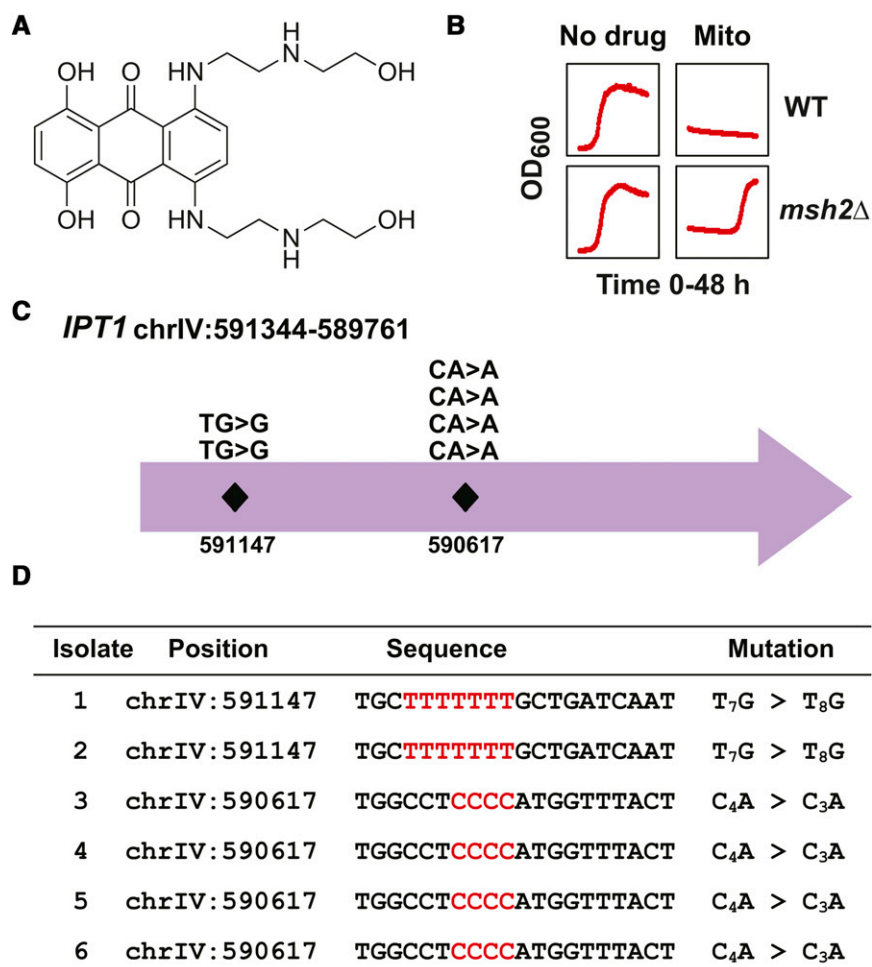 A
OH
O
HN
H
N
OH
OH
O
HN
N
H
OH
B
No drug Mito
OD600
WT
msh2Δ
Time 0-48 h
C
IPT1 chrIV:591344-589761
CA>A
CA>A
TG>G CA>A
TG>G CA>A
591147 590617
D
Isolate Position Sequence Mutation
1 chrIV:591147 TGCTTTTTTTGCTGATCAAT T₇G > T₈G
2 chrIV:591147 TGCTTTTTTTGCTGATCAAT T₇G > T₈G
3 chrIV:590617 TGGCCTCCCCATGGTTTACT C₄A > C₃A
4 chrIV:590617 TGGCCTCCCCATGGTTTACT C₄A > C₃A
5 chrIV:590617 TGGCCTCCCCATGGTTTACT C₄A > C₃A
6 chrIV:590617 TGGCCTCCCCATGGTTTACT C₄A > C₃A